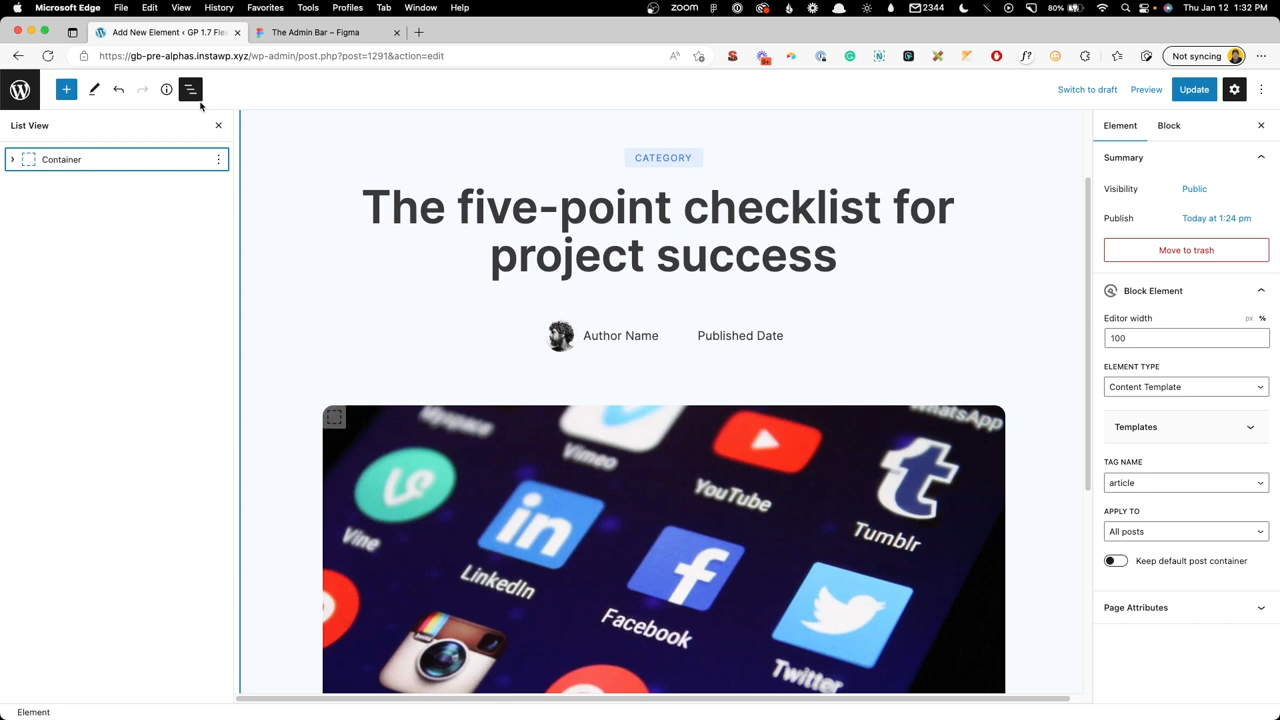 Microsoft Edge File Edit View History Favorites Tools Profiles Tab Window Help
zoom 2344 80% Thu Jan 12 1:32 PM
Add New Element ‹ GP 1.7 Flex
The Admin Bar – Figma
https://gb-pre-alphas.instawp.xyz/wp-admin/post.php?post=1291&action=edit
Not syncing
Switch to draft
Preview
Update
List View
Container
CATEGORY
The five-point checklist for
project success
Author Name
Published Date
Myspace
Vimeo
YouTube
WhatsApp
Tumblr
Vine
in
LinkedIn
Facebook
Twitter
Element
Block
Summary
Visibility
Public
Publish
Today at 1:24 pm
Move to trash
Block Element
Editor width
px %
100
ELEMENT TYPE
Content Template
Templates
TAG NAME
article
APPLY TO
All posts
Keep default post container
Page Attributes
Element